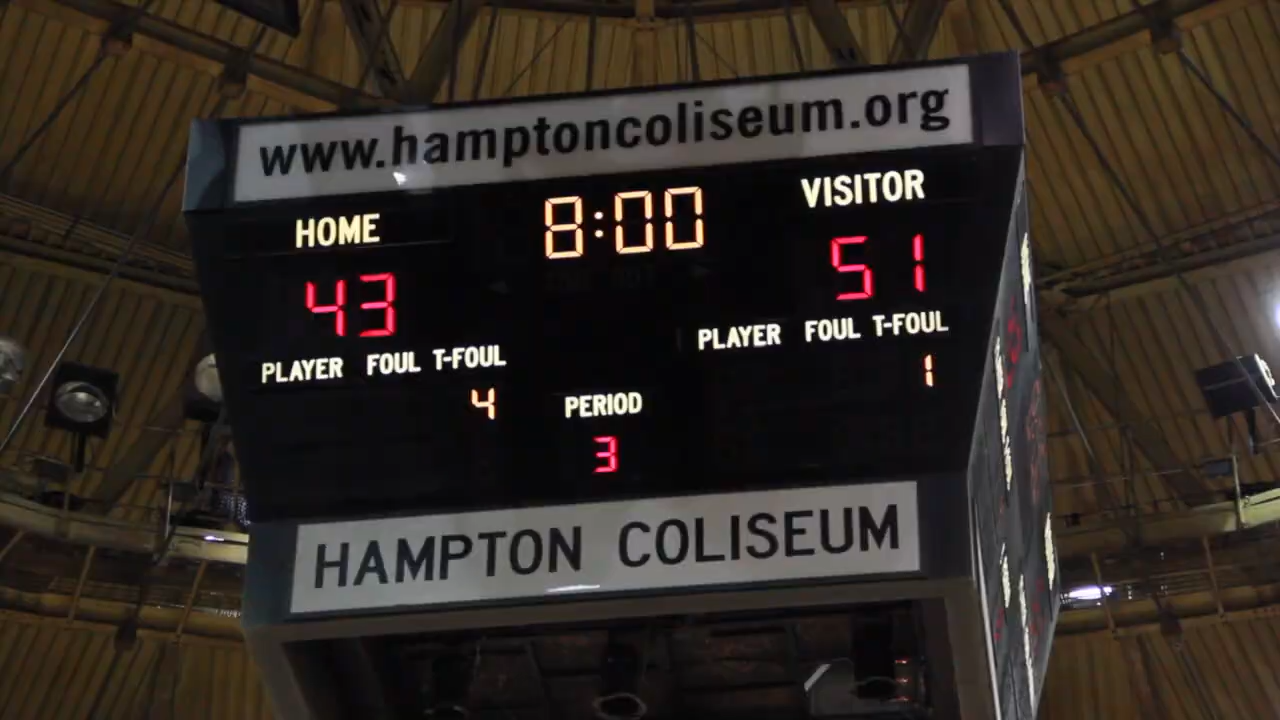 www.hamptoncoliseum.org
HOME 8:00 VISITOR
43 51
PLAYER FOUL T-FOUL PLAYER FOUL T-FOUL
4 PERIOD 1
3
HAMPTON COLISEUM